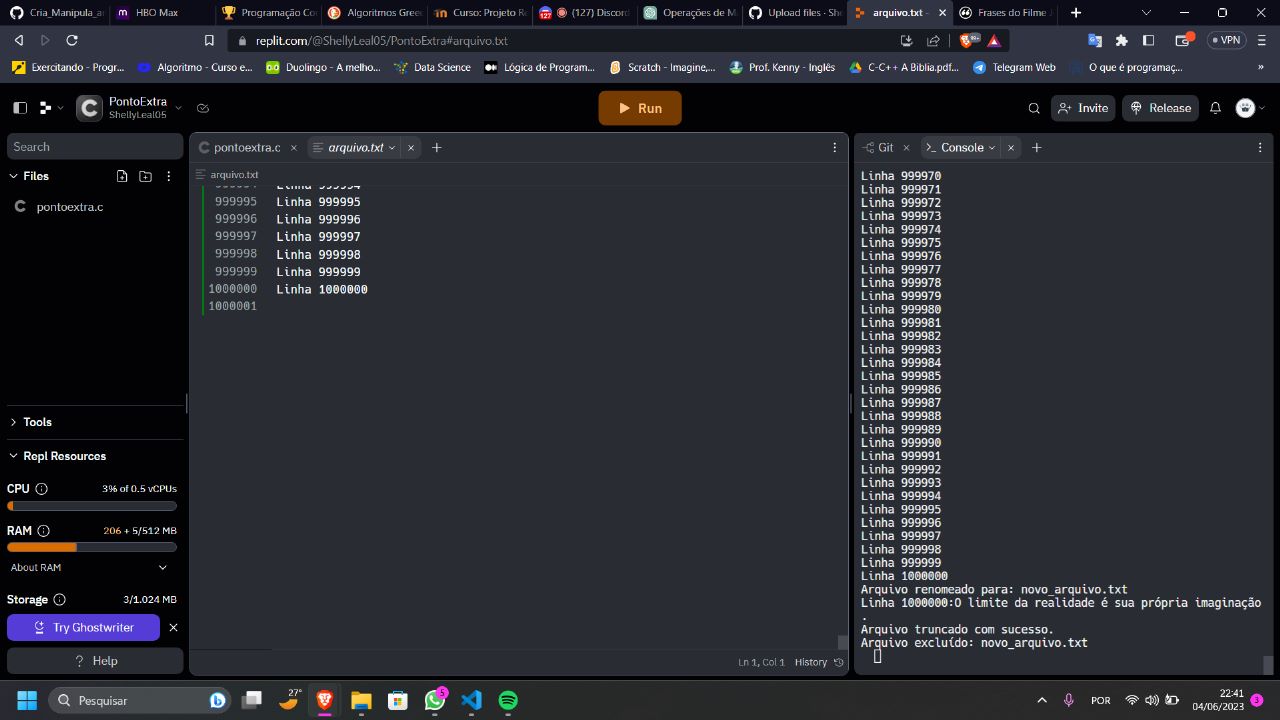 Cria_Manipula_ar
HBO Max
Programação Co
Algoritmos Gree
Curso: Projeto Re
(127) Discord
Operações de Ma
Upload files · She
arquivo.txt -
Frases do Filme J
replit.com/@ShellyLeal05/PontoExtra#arquivo.txt
VPN
Exercitando - Progr...
Algoritmo - Curso e...
Duolingo - A melho...
Data Science
Lógica de Program...
Scratch - Imagine,...
Prof. Kenny - Inglês
C-C++ A Biblia.pdf...
Telegram Web
O que é programaç...
»
PontoExtra
ShellyLeal05
Run
Invite
Release
Search
Files
pontoextra.c
Tools
Repl Resources
CPU
3% of 0.5 vCPUs
RAM
206 + 5/512 MB
About RAM
Storage
3/1.024 MB
Try Ghostwriter
Help
pontoextra.c
arquivo.txt
arquivo.txt
999994 Linha 999994
999995 Linha 999995
999996 Linha 999996
999997 Linha 999997
999998 Linha 999998
999999 Linha 999999
1000000 Linha 1000000
1000001
Ln 1, Col 1
History
Git
Console
Linha 999970
Linha 999971
Linha 999972
Linha 999973
Linha 999974
Linha 999975
Linha 999976
Linha 999977
Linha 999978
Linha 999979
Linha 999980
Linha 999981
Linha 999982
Linha 999983
Linha 999984
Linha 999985
Linha 999986
Linha 999987
Linha 999988
Linha 999989
Linha 999990
Linha 999991
Linha 999992
Linha 999993
Linha 999994
Linha 999995
Linha 999996
Linha 999997
Linha 999998
Linha 999999
Linha 1000000
Arquivo renomeado para: novo_arquivo.txt
Linha 1000000:O limite da realidade é sua própria imaginação
.
Arquivo truncado com sucesso.
Arquivo excluído: novo_arquivo.txt
Pesquisar
27°
5
POR
22:41
04/06/2023
3